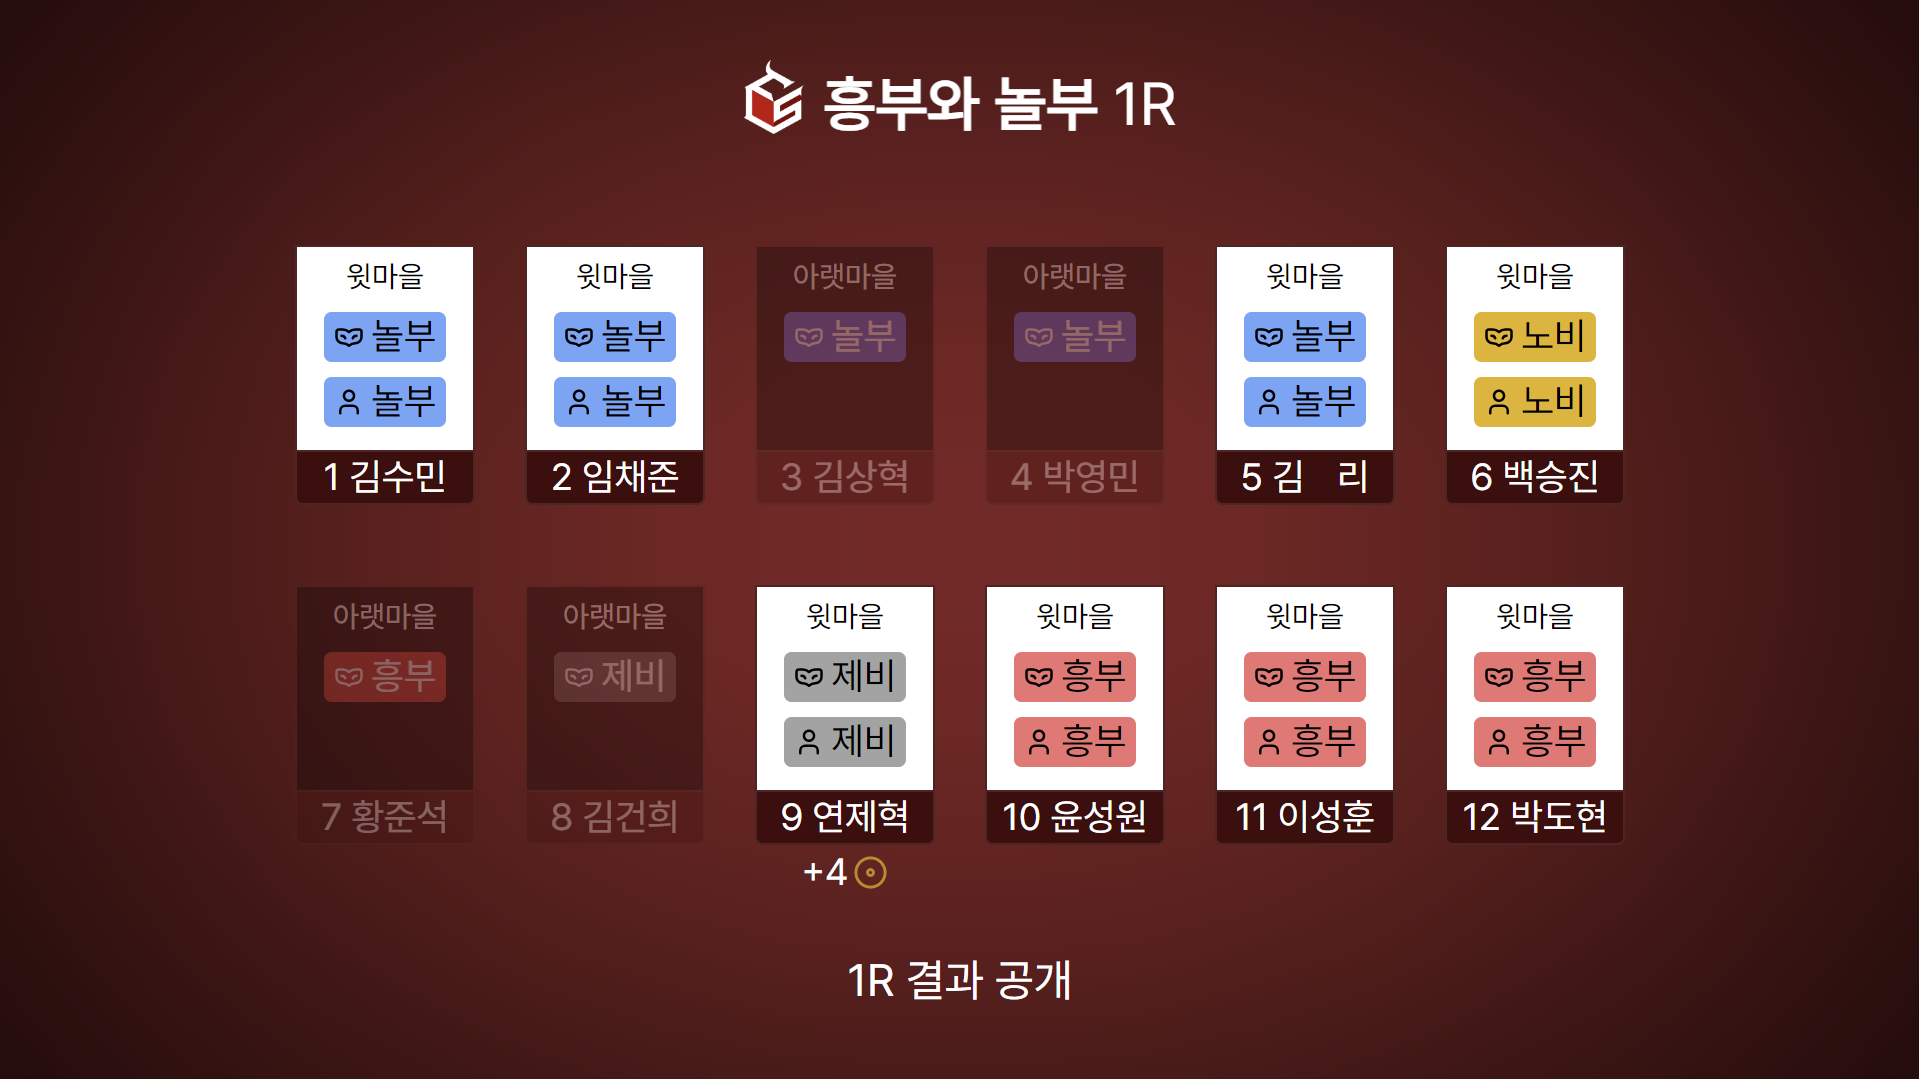 흥부와 놀부 1R
윗마을
놀부
놀부
1 김수민
윗마을
놀부
놀부
2 임채준
아랫마을
놀부
3 김상혁
아랫마을
놀부
4 박영민
윗마을
놀부
놀부
5 김 리
윗마을
노비
노비
6 백승진
아랫마을
흥부
7 황준석
아랫마을
제비
8 김건희
윗마을
제비
제비
9 연제혁
+4
윗마을
흥부
흥부
10 윤성원
윗마을
흥부
흥부
11 이성훈
윗마을
흥부
흥부
12 박도현
1R 결과 공개